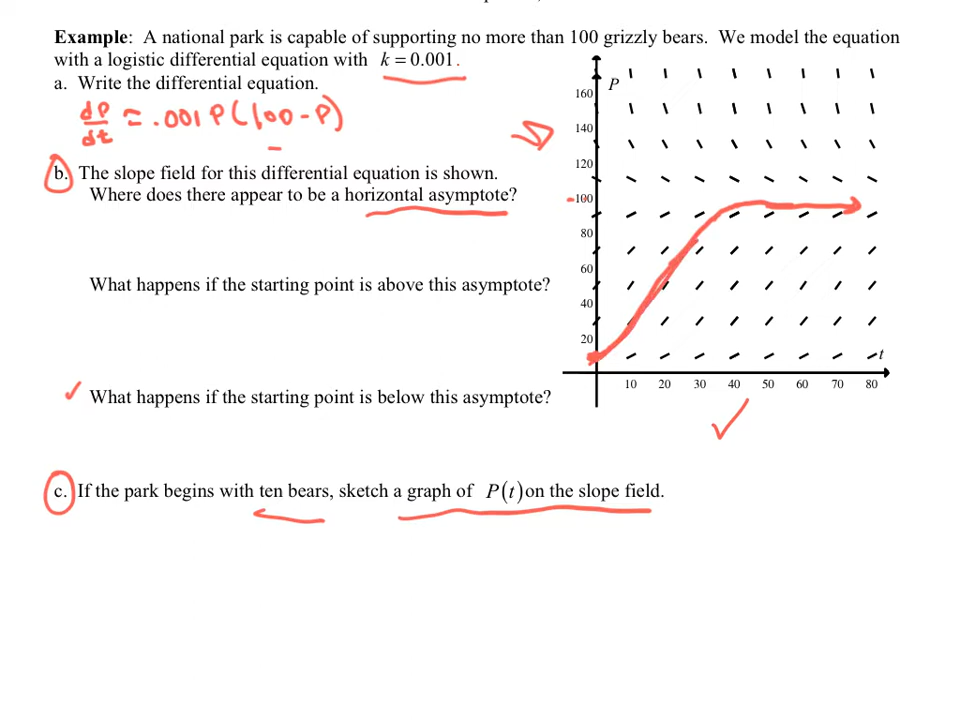 Example: A national park is capable of supporting no more than 100 grizzly bears. We model the equation
with a logistic differential equation with k = 0.001.
a. Write the differential equation.
dP/dt = .001 P(100 - P)
b. The slope field for this differential equation is shown.
Where does there appear to be a horizontal asymptote?
What happens if the starting point is above this asymptote?
What happens if the starting point is below this asymptote?
c. If the park begins with ten bears, sketch a graph of P(t) on the slope field.
P
160
140
120
100
80
60
40
20
t
10 20 30 40 50 60 70 80